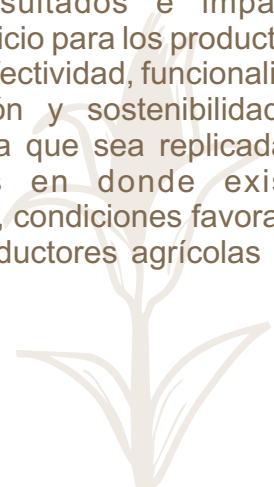 sultados e impa
icio para los product
fectividad, funcionali
ón y sostenibilidad
a que sea replicada
s en donde exis
, condiciones favora
ductores agrícolas